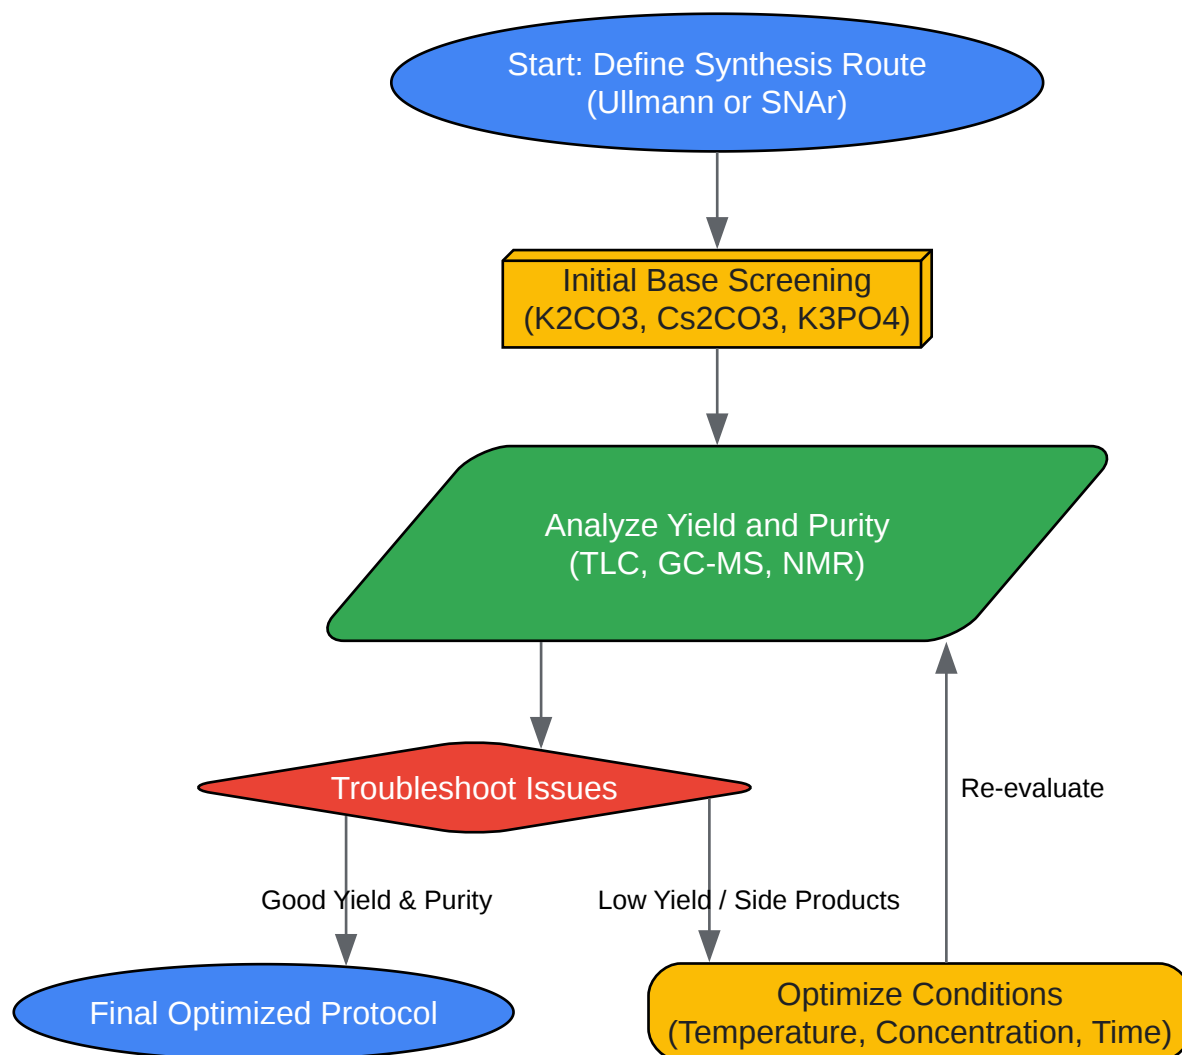 Start: Define Synthesis Route
(Ullmann or SNAr)
Initial Base Screening
(K2CO3, Cs2CO3, K3PO4)
Analyze Yield and Purity
(TLC, GC-MS, NMR)
Troubleshoot Issues
Re-evaluate
Good Yield & Purity
Low Yield / Side Products
Final Optimized Protocol
Optimize Conditions
(Temperature, Concentration, Time)